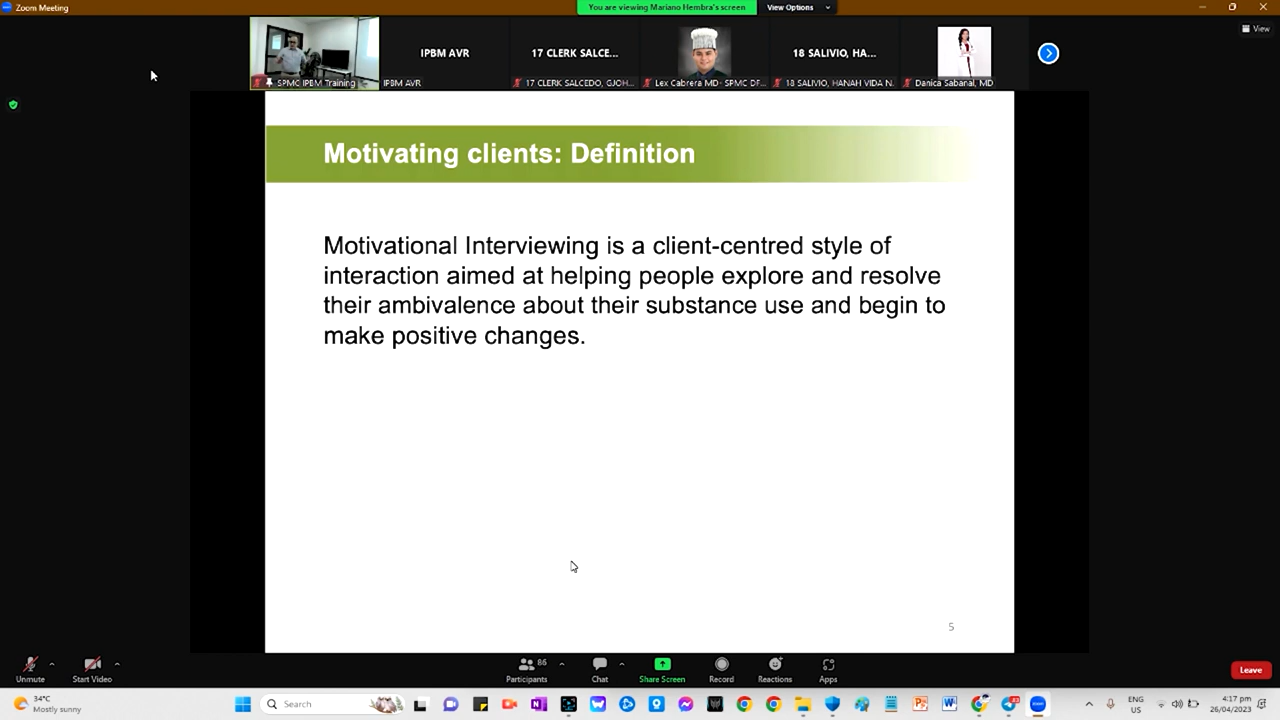 Zoom Meeting
You are viewing Mariano Hembra's screen
View Options
View
IPBM AVR
17 CLERK SALCE...
18 SALIVIO, HA...
SPMC IPBM Training
IPBM AVR
17 CLERK SALCEDO, GJOH...
Lex Cabrera MD- SPMC DF...
18 SALIVIO, HANAH VIDA N.
Danica Sabanal, MD
Motivating clients: Definition
Motivational Interviewing is a client-centred style of
interaction aimed at helping people explore and resolve
their ambivalence about their substance use and begin to
make positive changes.
5
Unmute
Start Video
86
Participants
Chat
Share Screen
Record
Reactions
Apps
Leave
34°C
Mostly sunny
Search
ENG
US
4:17 pm
26/04/2023